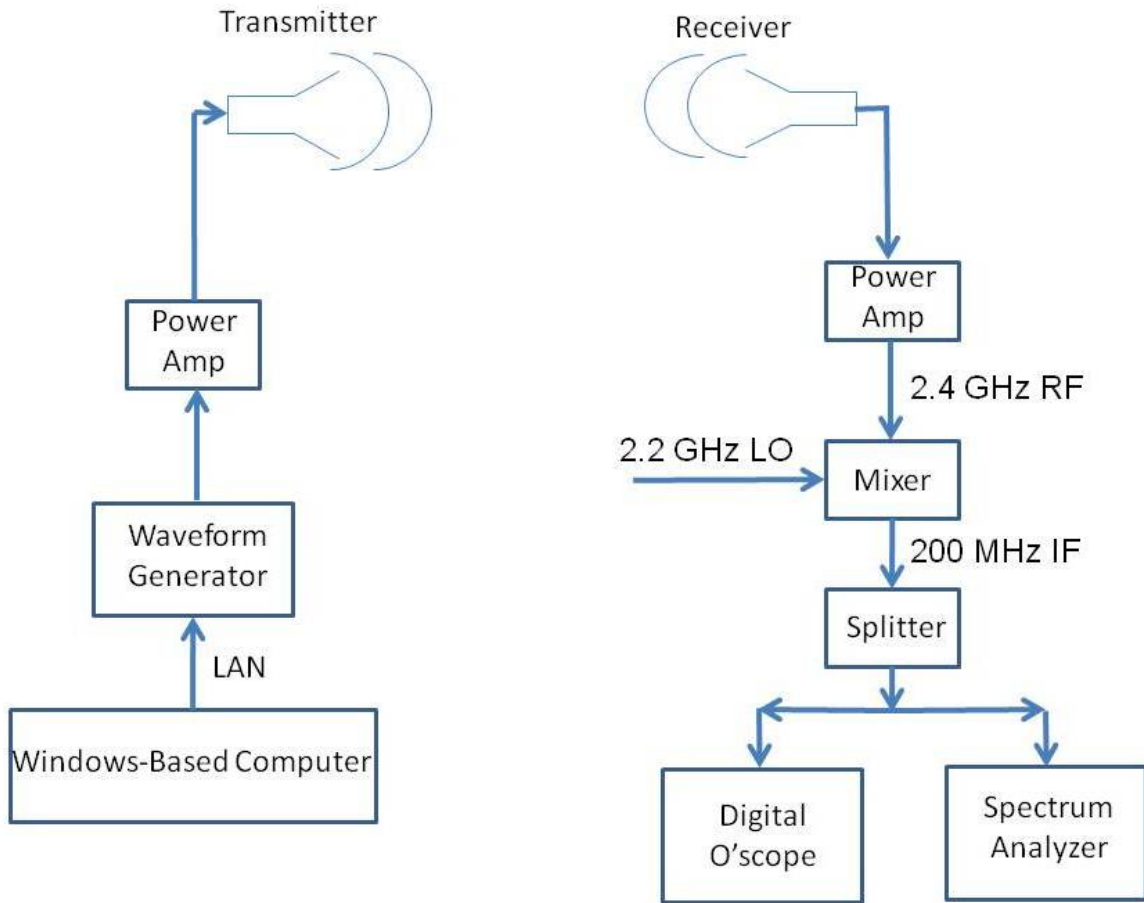 Transmitter
Receiver
Power
Amp
Power
Amp
2.4 GHz RF
2.2 GHz LO
Mixer
Waveform
Generator
200 MHz IF
Splitter
LAN
Windows-Based Computer
Digital
O'scope
Spectrum
Analyzer